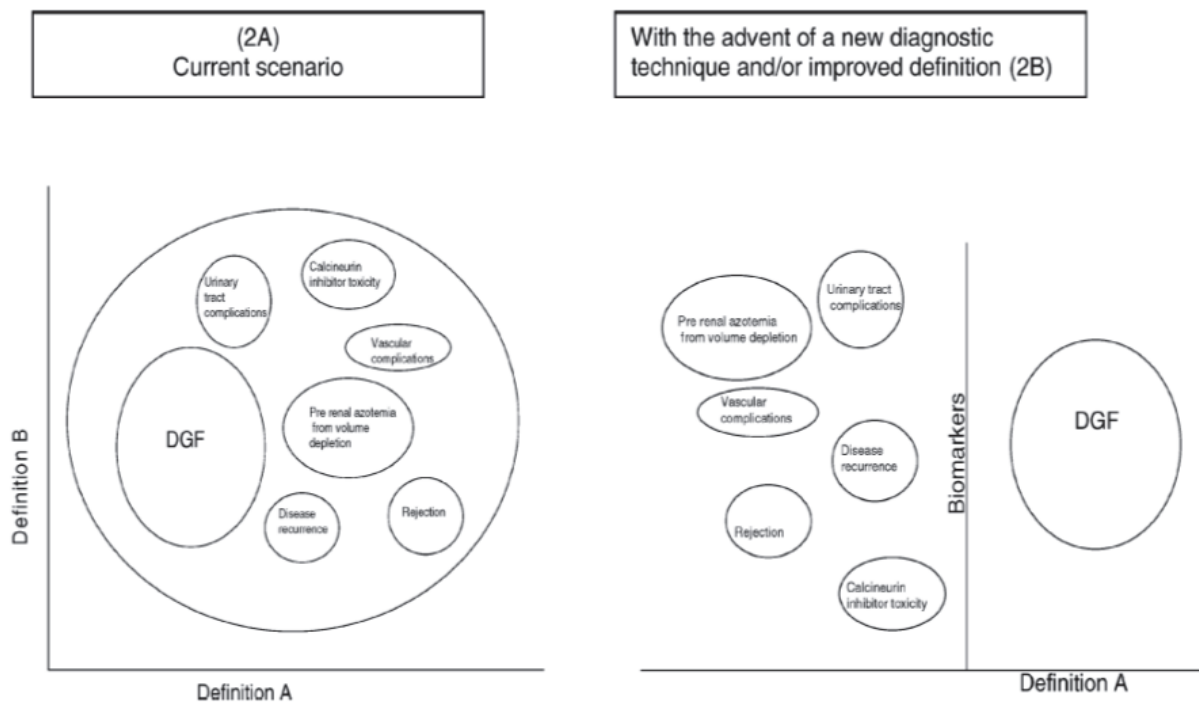 (2A)
Current scenario
With the advent of a new diagnostic
technique and/or improved definition (2B)
Definition B
Urinary
tract
complications
Calcineurin
inhibitor toxicity
Vascular
complications
DGF
Pre renal azotemia
from volume
depletion
Disease
recurrence
Rejection
Definition A
Pre renal azotemia
from volume depletion
Urinary tract
complications
Vascular
complications
Disease
recurrence
Rejection
Calcineurin
inhibitor toxicity
Biomarkers
DGF
Definition A